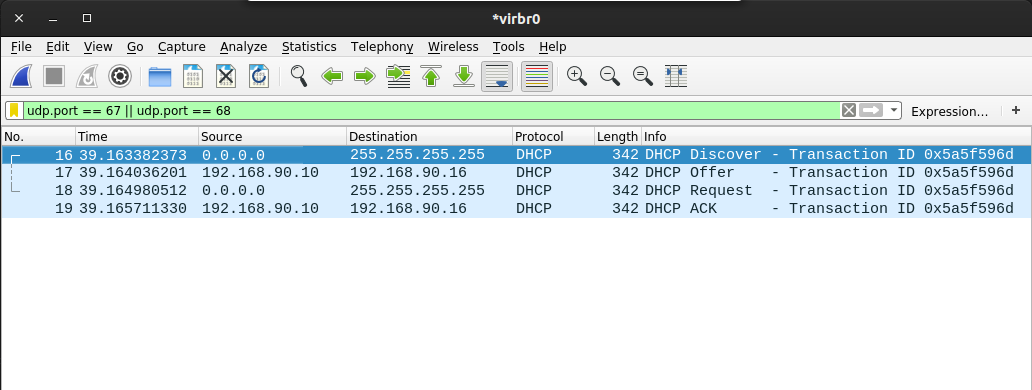 *virbr0
File Edit View Go Capture Analyze Statistics Telephony Wireless Tools Help
udp.port == 67 || udp.port == 68 Expression… +
No. Time Source Destination Protocol Length Info
16 39.163382373 0.0.0.0 255.255.255.255 DHCP 342 DHCP Discover - Transaction ID 0x5a5f596d
17 39.164036201 192.168.90.10 192.168.90.16 DHCP 342 DHCP Offer - Transaction ID 0x5a5f596d
18 39.164980512 0.0.0.0 255.255.255.255 DHCP 342 DHCP Request - Transaction ID 0x5a5f596d
19 39.165711330 192.168.90.10 192.168.90.16 DHCP 342 DHCP ACK - Transaction ID 0x5a5f596d